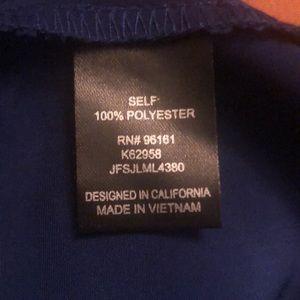 SELF:
100% POLYESTER
RN# 96161
K62958
JFSJLML4380
DESIGNED IN CALIFORNIA
MADE IN VIETNAM